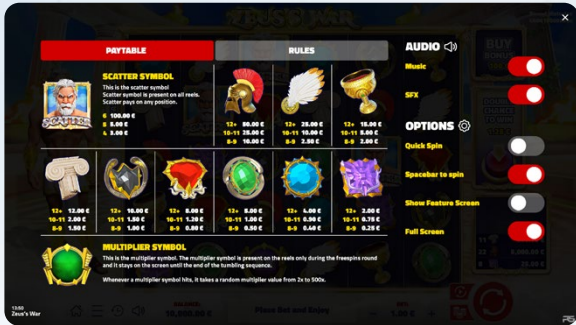 ZEUS'S WAR
PAYTABLE
RULES
SCATTER SYMBOL
This is the scatter symbol
Scatter symbol is present on all reels.
Scatter pays on any position.
6 100.00 €
5 5.00 €
4 3.00 €
SCATTER
12+ 50.00 €
10-11 25.00 €
8-9 10.00 €
12+ 25.00 €
10-11 10.00 €
8-9 2.50 €
12+ 15.00 €
10-11 5.00 €
8-9 2.00 €
12+ 12.00 €
10-11 2.00 €
8-9 1.50 €
12+ 10.00 €
10-11 1.50 €
8-9 1.00 €
12+ 8.00 €
10-11 1.20 €
8-9 0.80 €
12+ 5.00 €
10-11 1.00 €
8-9 0.50 €
12+ 4.00 €
10-11 0.90 €
8-9 0.40 €
12+ 2.00 €
10-11 0.75 €
8-9 0.25 €
MULTIPLIER SYMBOL
This is the multiplier symbol. The multiplier symbol is present on the reels only during the freespins round
and it stays on the screen until the end of the tumbling sequence.
Whenever a multiplier symbol hits, it takes a random multiplier value from 2x to 500x.
AUDIO
Music
SFX
OPTIONS
Quick Spin
Spacebar to spin
Show Feature Screen
Full Screen
BUY
Zeus's War
Place Bet and Enjoy